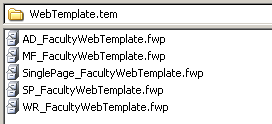 WebTemplate.tem
AD_FacultyWebTemplate.fwp
MF_FacultyWebTemplate.fwp
SinglePage_FacultyWebTemplate.fwp
SP_FacultyWebTemplate.fwp
WR_FacultyWebTemplate.fwp